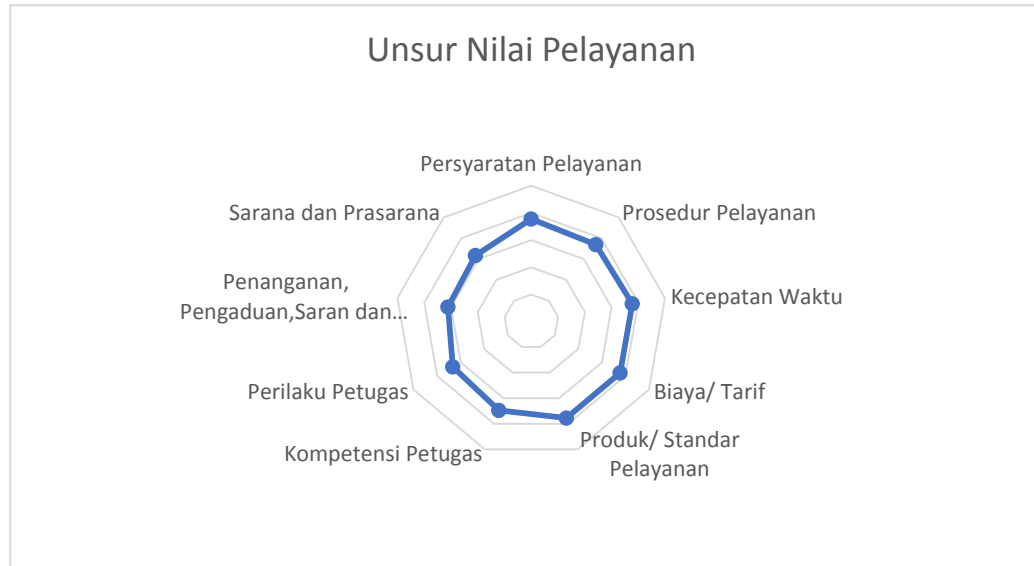 Unsur Nilai Pelayanan
Persyaratan Pelayanan
Prosedur Pelayanan
Kecepatan Waktu
Biaya/ Tarif
Produk/ Standar
Pelayanan
Kompetensi Petugas
Perilaku Petugas
Penanganan,
Pengaduan,Saran dan...
Sarana dan Prasarana